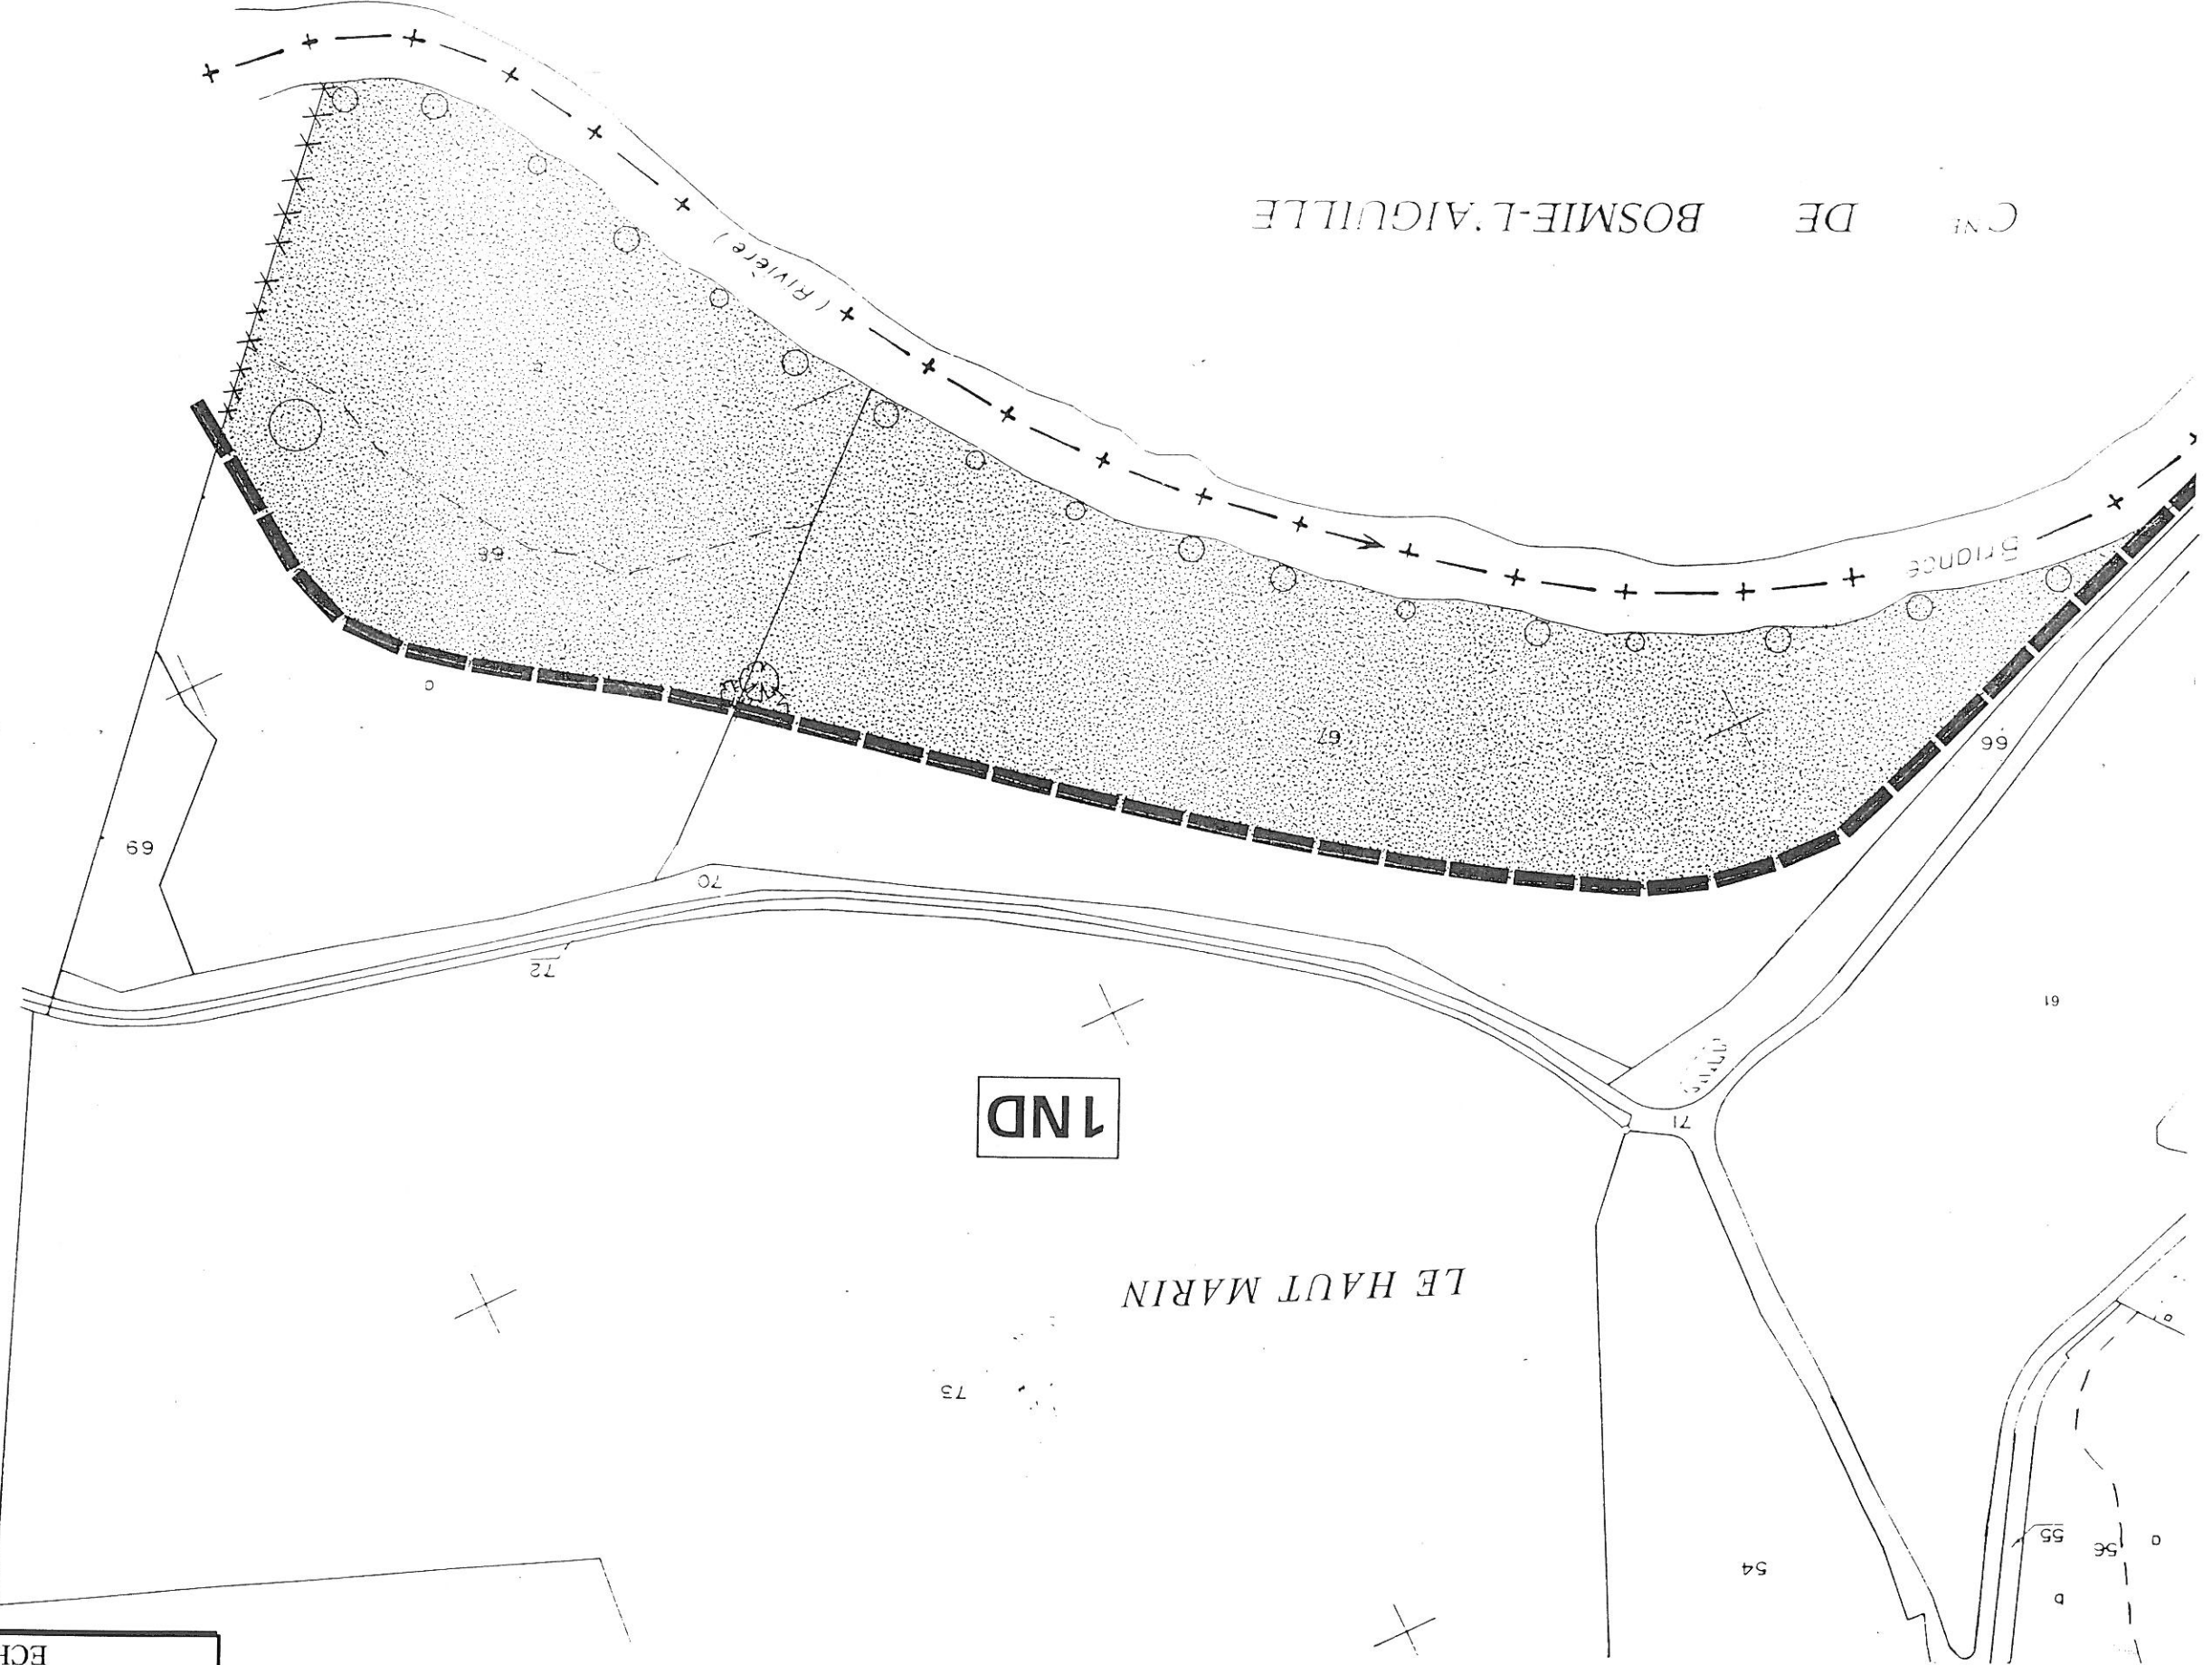 ECH
54
55
56
73
LE HAUT MARIN
1ND
71
61
72
70
69
66
67
68
Briance
(Rivière)
CNE DE BOSMIE-L'AIGUILLE